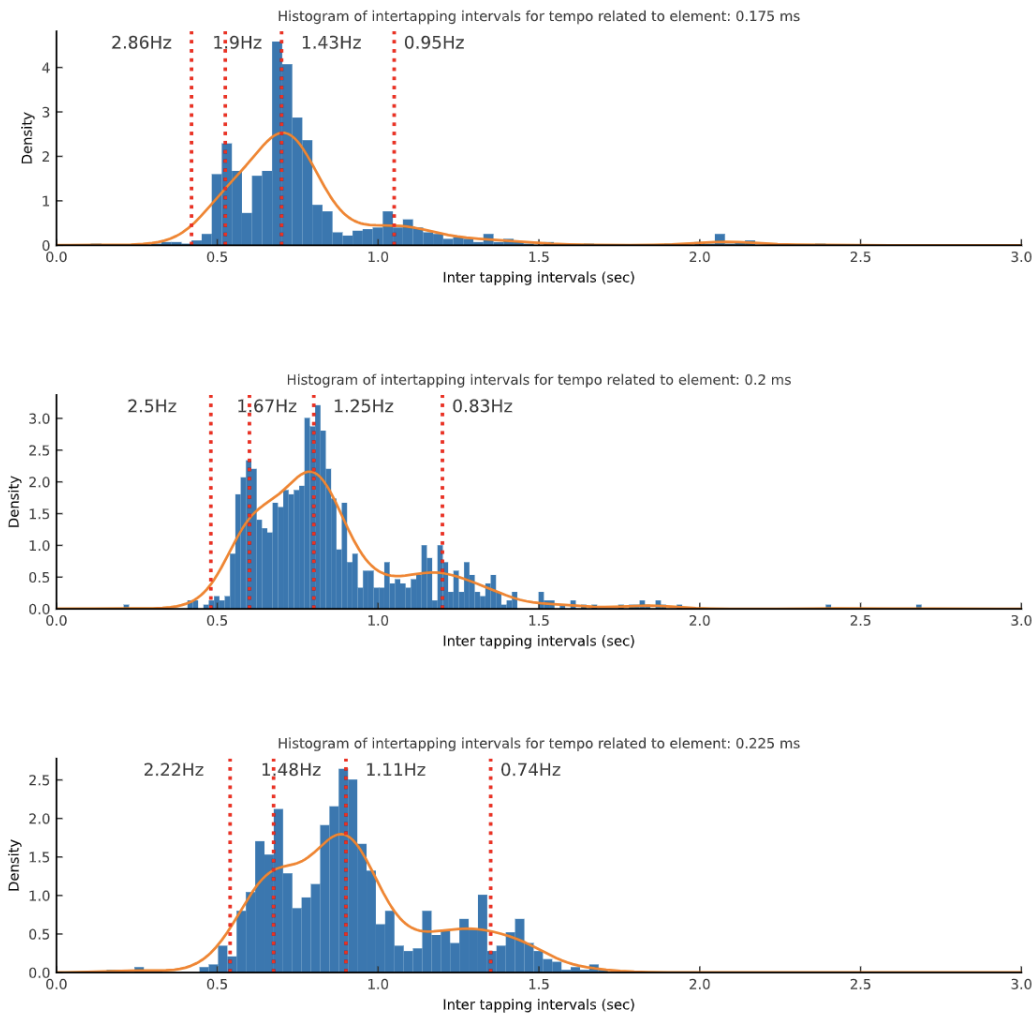 Histogram of intertapping intervals for tempo related to element: 0.175 ms
2.86Hz 1.9Hz 1.43Hz 0.95Hz
4
3
2
1
0
Density
0.0 0.5 1.0 1.5 2.0 2.5 3.0
Inter tapping intervals (sec)
Histogram of intertapping intervals for tempo related to element: 0.2 ms
2.5Hz 1.67Hz 1.25Hz 0.83Hz
3.0
2.5
2.0
1.5
1.0
0.5
0.0
Density
0.0 0.5 1.0 1.5 2.0 2.5 3.0
Inter tapping intervals (sec)
Histogram of intertapping intervals for tempo related to element: 0.225 ms
2.22Hz 1.48Hz 1.11Hz 0.74Hz
2.5
2.0
1.5
1.0
0.5
0.0
Density
0.0 0.5 1.0 1.5 2.0 2.5 3.0
Inter tapping intervals (sec)